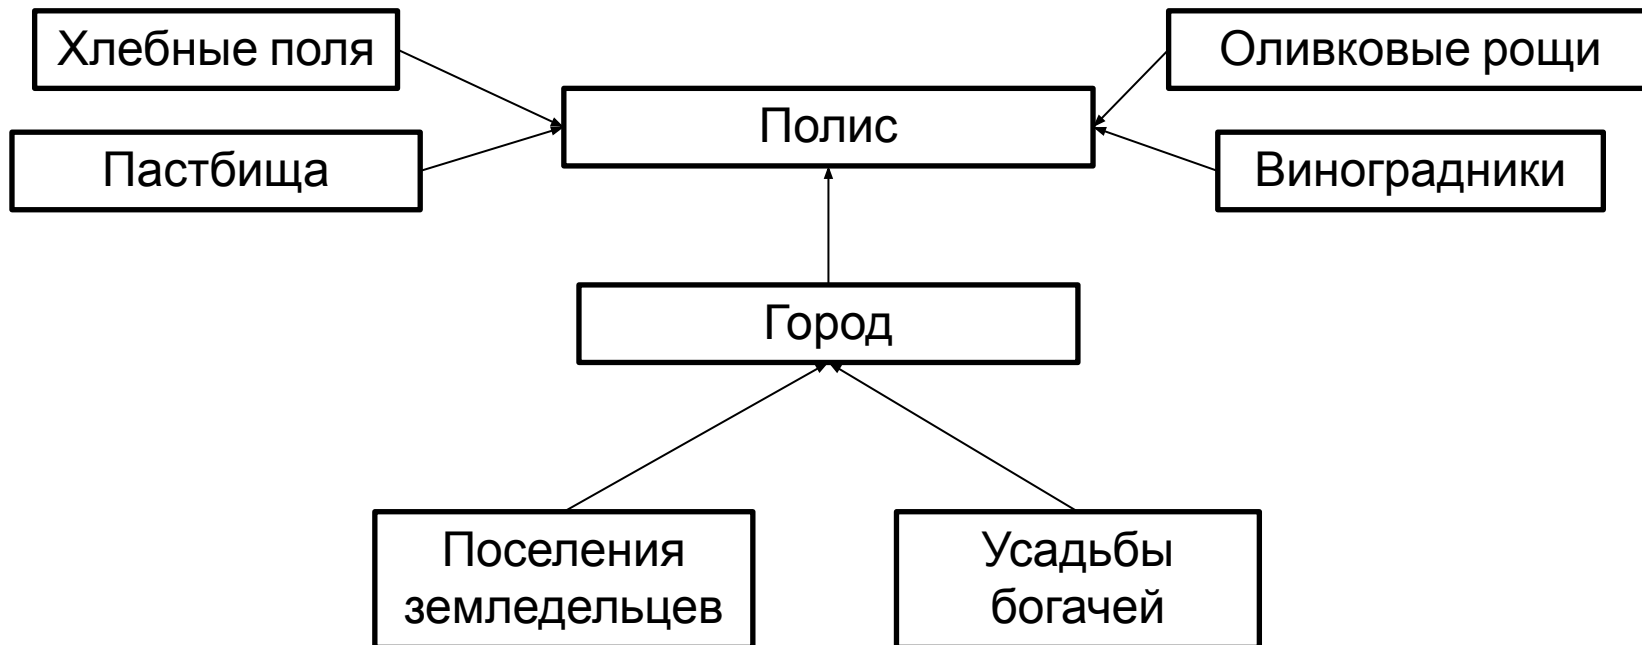 Хлебные поля
Оливковые рощи
Полис
Пастбища
Виноградники
Город
Поселения
земледельцев
Усадьбы
богачей